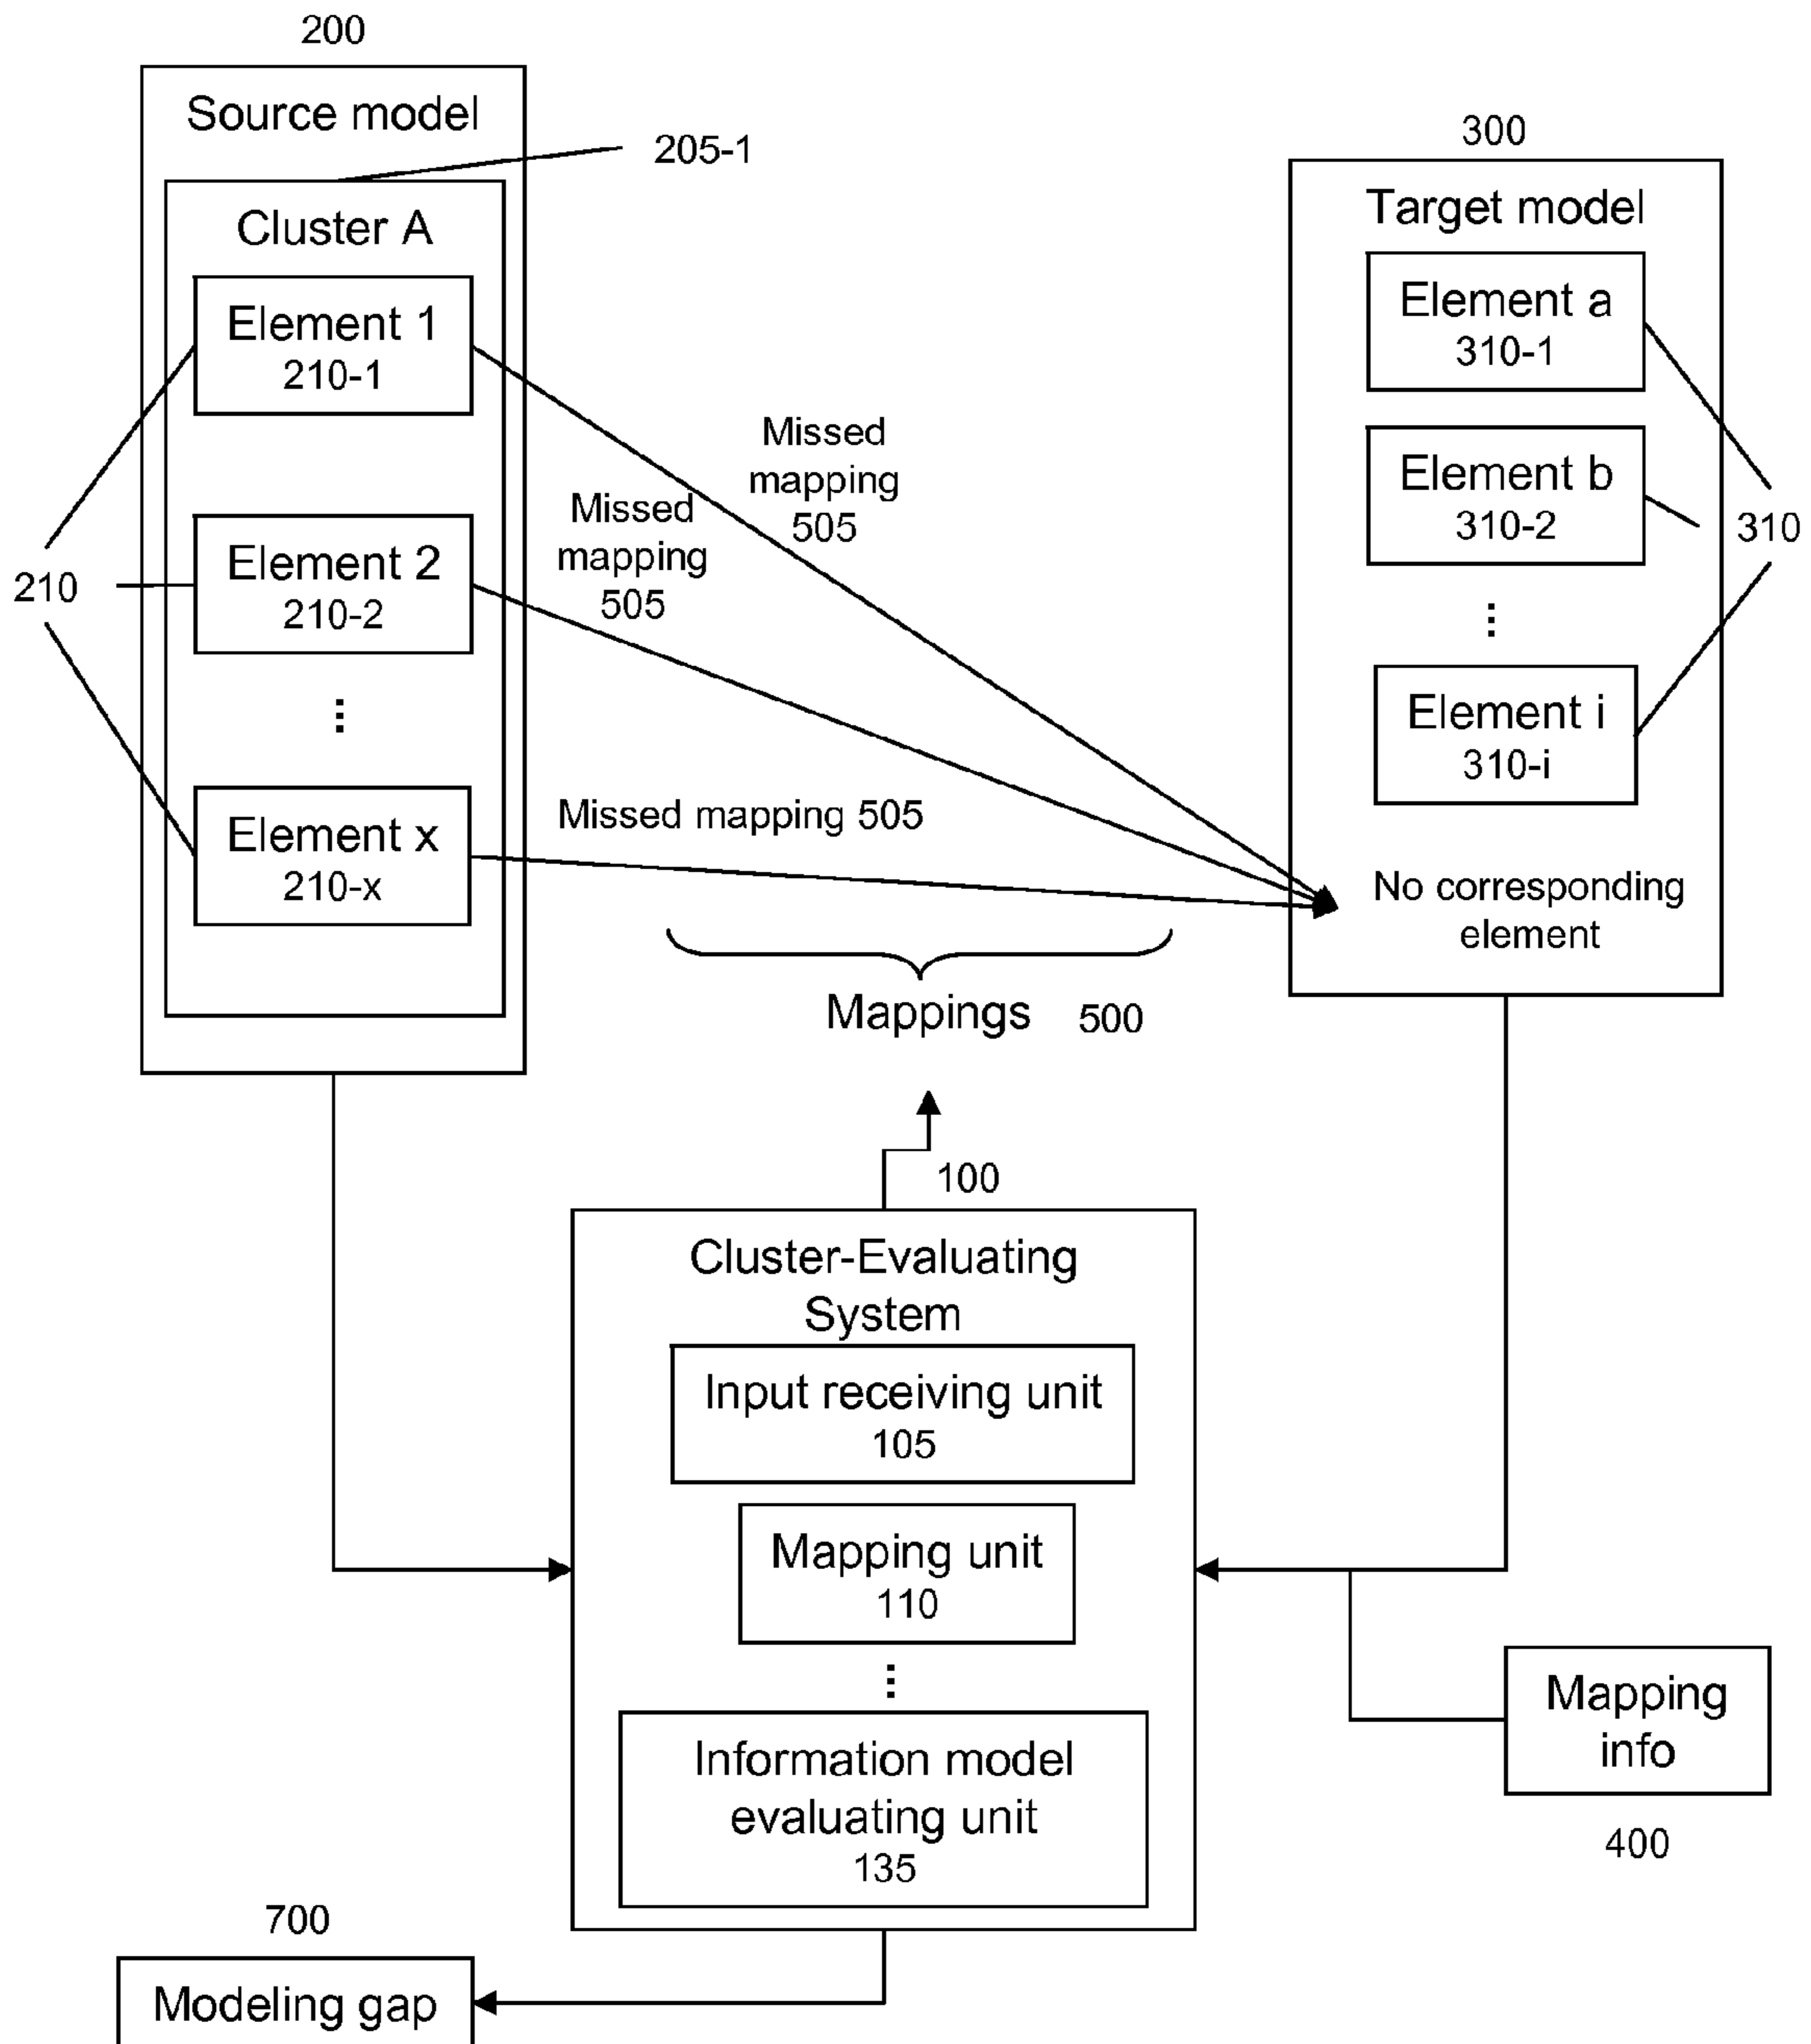 200
Source model
205-1
Cluster A
Element 1
210-1
Element 2
210-2
⋮
Element x
210-x
210
Missed
mapping
505
Missed
mapping
505
Missed mapping 505
300
Target model
Element a
310-1
Element b
310-2
⋮
Element i
310-i
310
No corresponding
element
Mappings 500
100
Cluster-Evaluating
System
Input receiving unit
105
Mapping unit
110
⋮
Information model
evaluating unit
135
Mapping
info
400
700
Modeling gap